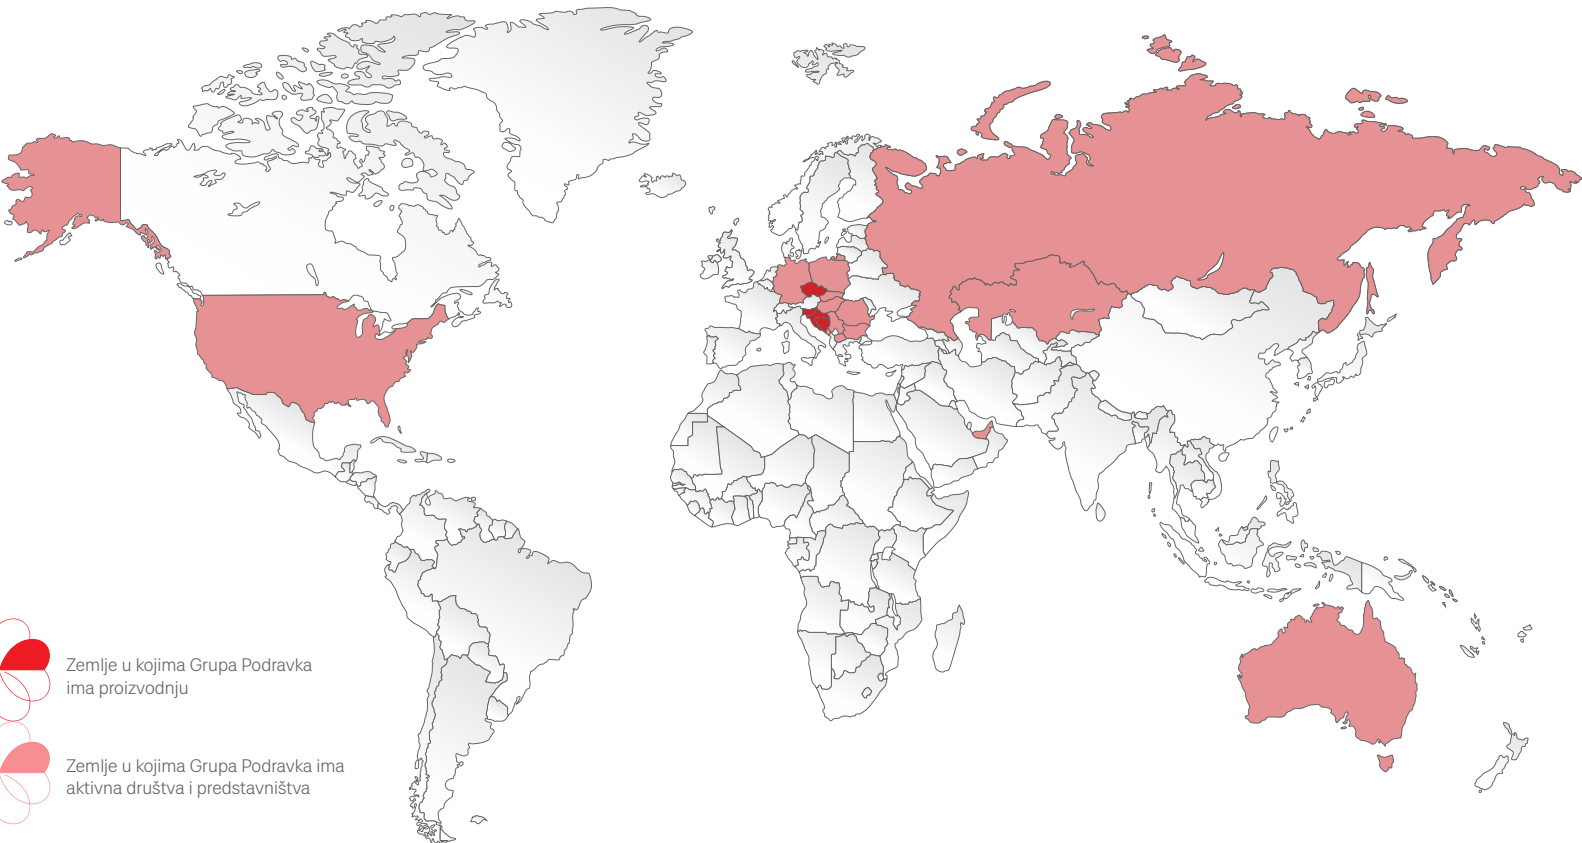 Zemlje u kojima Grupa Podravka
ima proizvodnju
Zemlje u kojima Grupa Podravka ima
aktivna društva i predstavništva